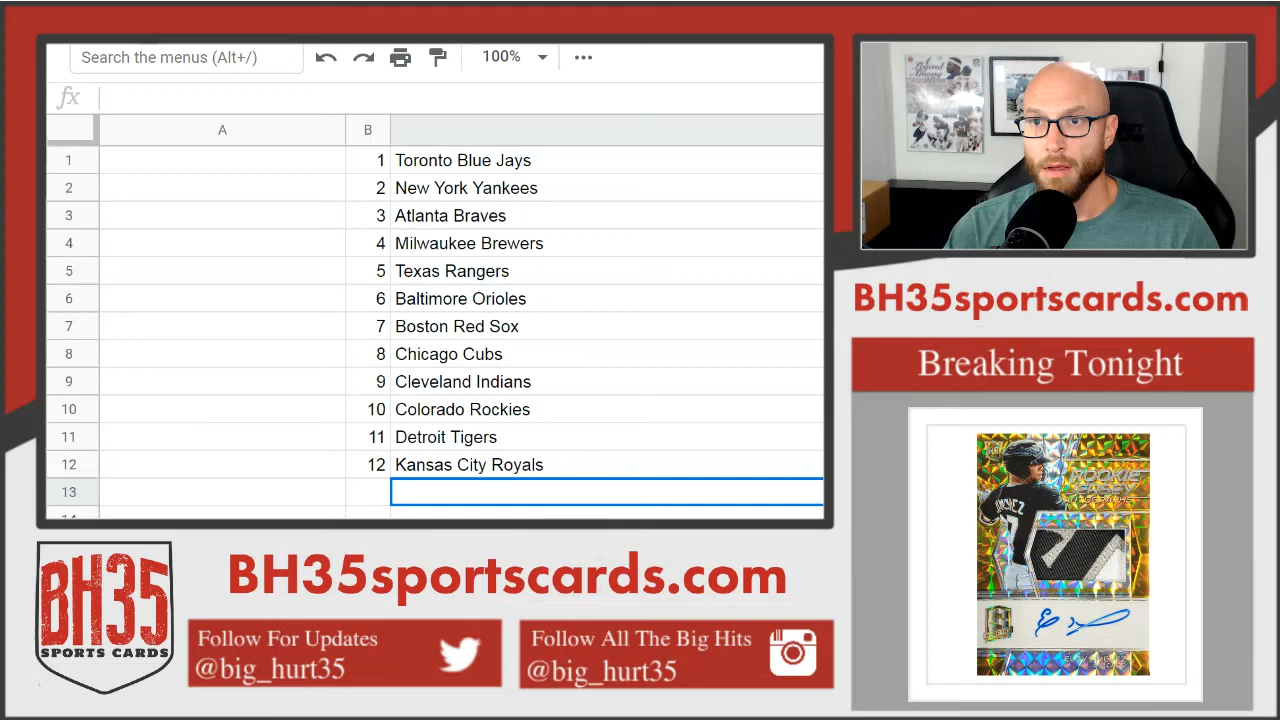 Search the menus (Alt+/)
100%
fx
A B
1 1 Toronto Blue Jays
2 2 New York Yankees
3 3 Atlanta Braves
4 4 Milwaukee Brewers
5 5 Texas Rangers
6 6 Baltimore Orioles
7 7 Boston Red Sox
8 8 Chicago Cubs
9 9 Cleveland Indians
10 10 Colorado Rockies
11 11 Detroit Tigers
12 12 Kansas City Royals
13
BH35sportscards.com
Breaking Tonight
ROOKIE
AUTOGRAPHS
BH35
SPORTS CARDS
BH35sportscards.com
Follow For Updates
@big_hurt35
Follow All The Big Hits
@big_hurt35